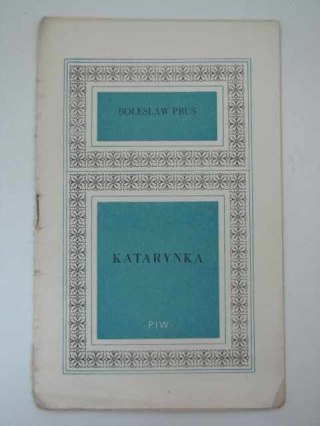 BOLESŁAW PRUS
KATARYNKA
PIW